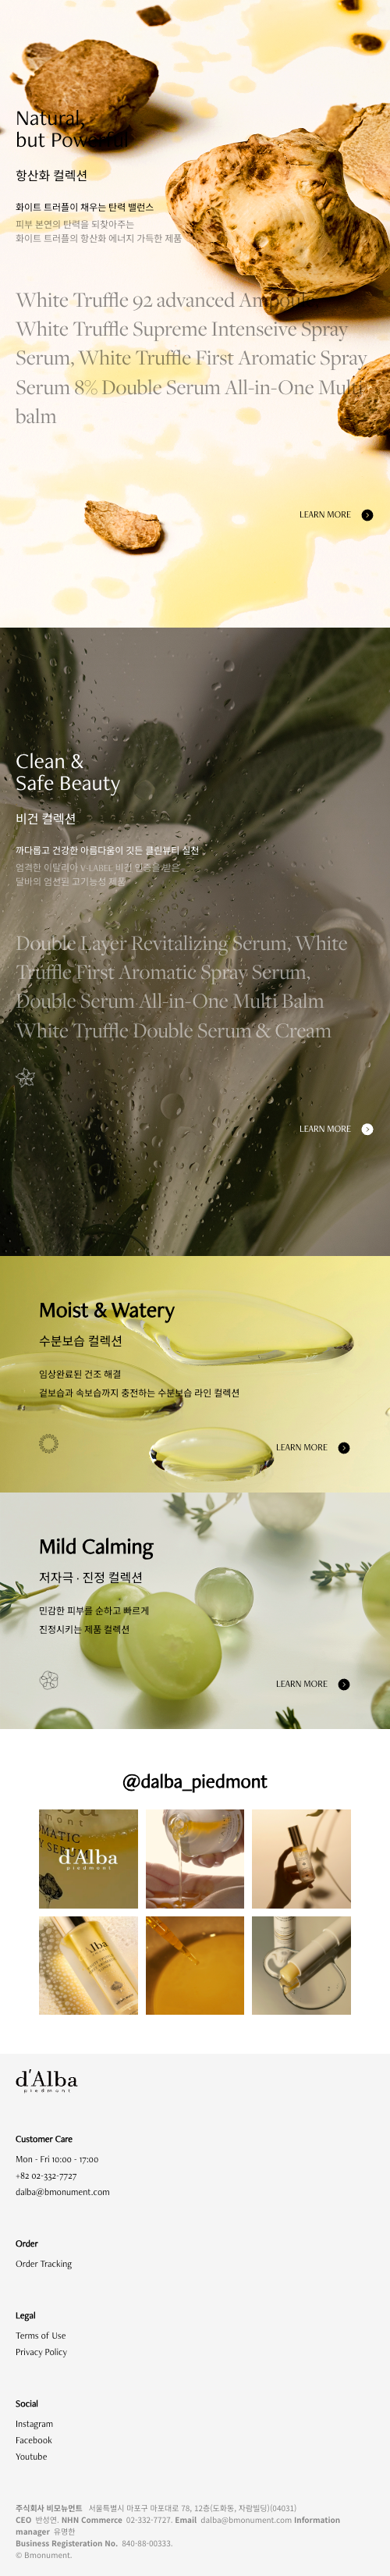 Natural,
but Powerful
항산화 컬렉션
화이트 트러플이 채우는 탄력 밸런스
피부 본연의 탄력을 되찾아주는
화이트 트러플의 항산화 에너지 가득한 제품
White Truffle 92 advanced Ampoule,
White Truffle Supreme Intenseive Spray
Serum, White Truffle First Aromatic Spray
Serum 8% Double Serum All-in-One Multi
balm
LEARN MORE
Clean &
Safe Beauty
비건 컬렉션
까다롭고 건강한 아름다움이 깃든 클린뷰티 실천
엄격한 이탈리아 V-LABEL 비건 인증을 받은
달바의 엄선된 고기능성 제품
Double Layer Revitalizing Serum, White
Truffle First Aromatic Spray Serum,
Double Serum All-in-One Multi Balm
White Truffle Double Serum & Cream
LEARN MORE
Moist & Watery
수분보습 컬렉션
임상완료된 건조 해결
겉보습과 속보습까지 충전하는 수분보습 라인 컬렉션
LEARN MORE
Mild Calming
저자극 · 진정 컬렉션
민감한 피부를 순하고 빠르게
진정시키는 제품 컬렉션
LEARN MORE
@dalba_piedmont
d'Alba
piedmont
d'Alba
piedmont
Customer Care
Mon - Fri 10:00 - 17:00
+82 02-332-7727
dalba@bmonument.com
Order
Order Tracking
Legal
Terms of Use
Privacy Policy
Social
Instagram
Facebook
Youtube
주식회사 비모뉴먼트 서울특별시 마포구 마포대로 78, 12층(도화동, 자람빌딩)(04031)
CEO 반성연. NHN Commerce 02-332-7727. Email dalba@bmonument.com Information
manager 유명한
Business Registeration No. 840-88-00333.
© Bmonument.